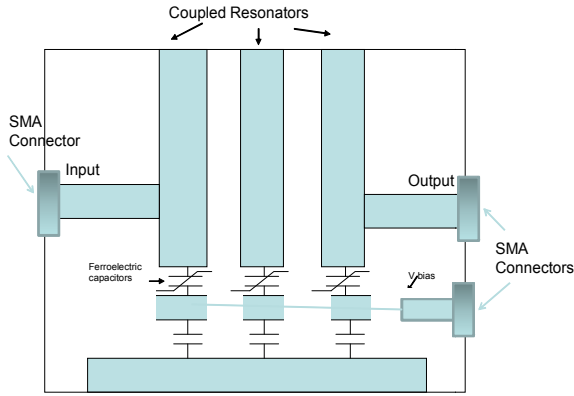 Coupled Resonators
SMA
Connector
Input
Output
SMA
Connectors
Ferroelectric
capacitors
V-bias